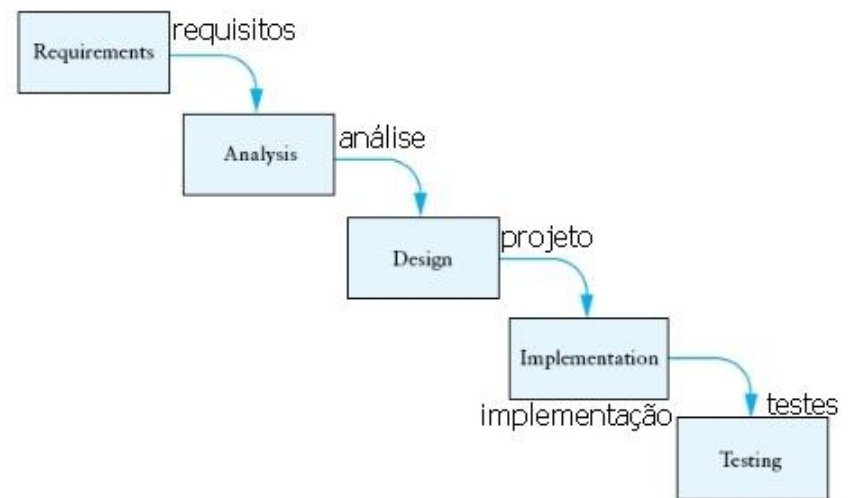 requisitos
Requirements
análise
Analysis
projeto
Design
Implementation
implementação
testes
Testing